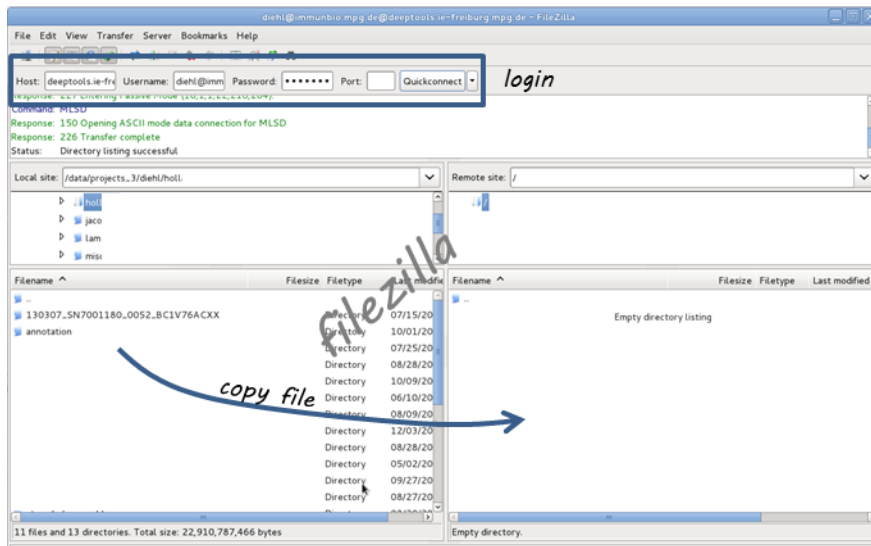 diehl@immunbio.mpg.de@deeptools.ie-freiburg.mpg.de - FileZilla
File Edit View Transfer Server Bookmarks Help
Host: deeptools.ie-fre Username: diehl@imm Password: ••••••• Port: Quickconnect login
Response: 227 Entering Passive Mode
Command: MLSD
Response: 150 Opening ASCII mode data connection for MLSD
Response: 226 Transfer complete
Status: Directory listing successful
Local site: /data/projects_3/diehl/holl Remote site: /
holl /
jaco
lam
misc
filezilla
Filename ^ Filesize Filetype Last modifie Filename ^ Filesize Filetype Last modified
.. ..
130307_SN7001180_0052_BC1V76ACXX Directory 07/15/20 Empty directory listing
annotation Directory 10/01/20
Directory 07/25/20
Directory 08/28/20
Directory 10/09/20
copy file Directory 06/10/20
Directory 08/09/20
Directory 12/03/20
Directory 08/28/20
Directory 05/02/20
Directory 09/27/20
Directory 08/27/20
11 files and 13 directories. Total size: 22,910,787,466 bytes Empty directory.